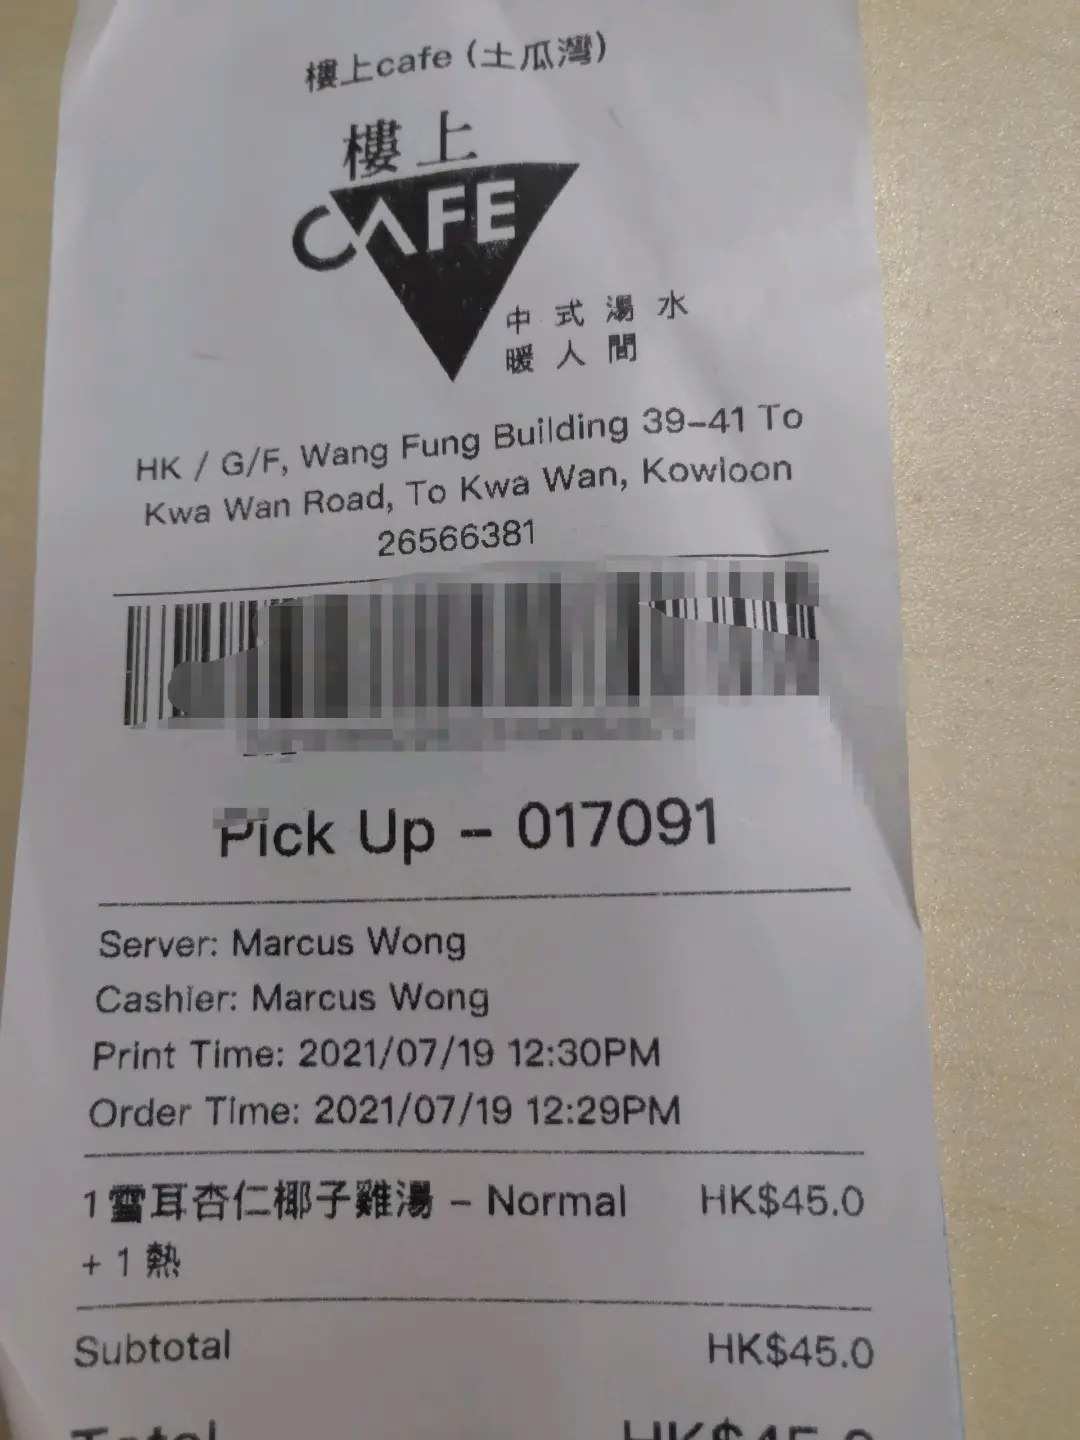 樓上cafe (土瓜灣)
樓上
CAFE
中式湯水
暖人間
HK / G/F, Wang Fung Building 39-41 To
Kwa Wan Road, To Kwa Wan, Kowloon
26566381
Pick Up - 017091
Server: Marcus Wong
Cashier: Marcus Wong
Print Time: 2021/07/19 12:30PM
Order Time: 2021/07/19 12:29PM
1 雪耳杏仁椰子雞湯 - Normal HK$45.0
+ 1 熱
Subtotal HK$45.0
Total HK$45.0